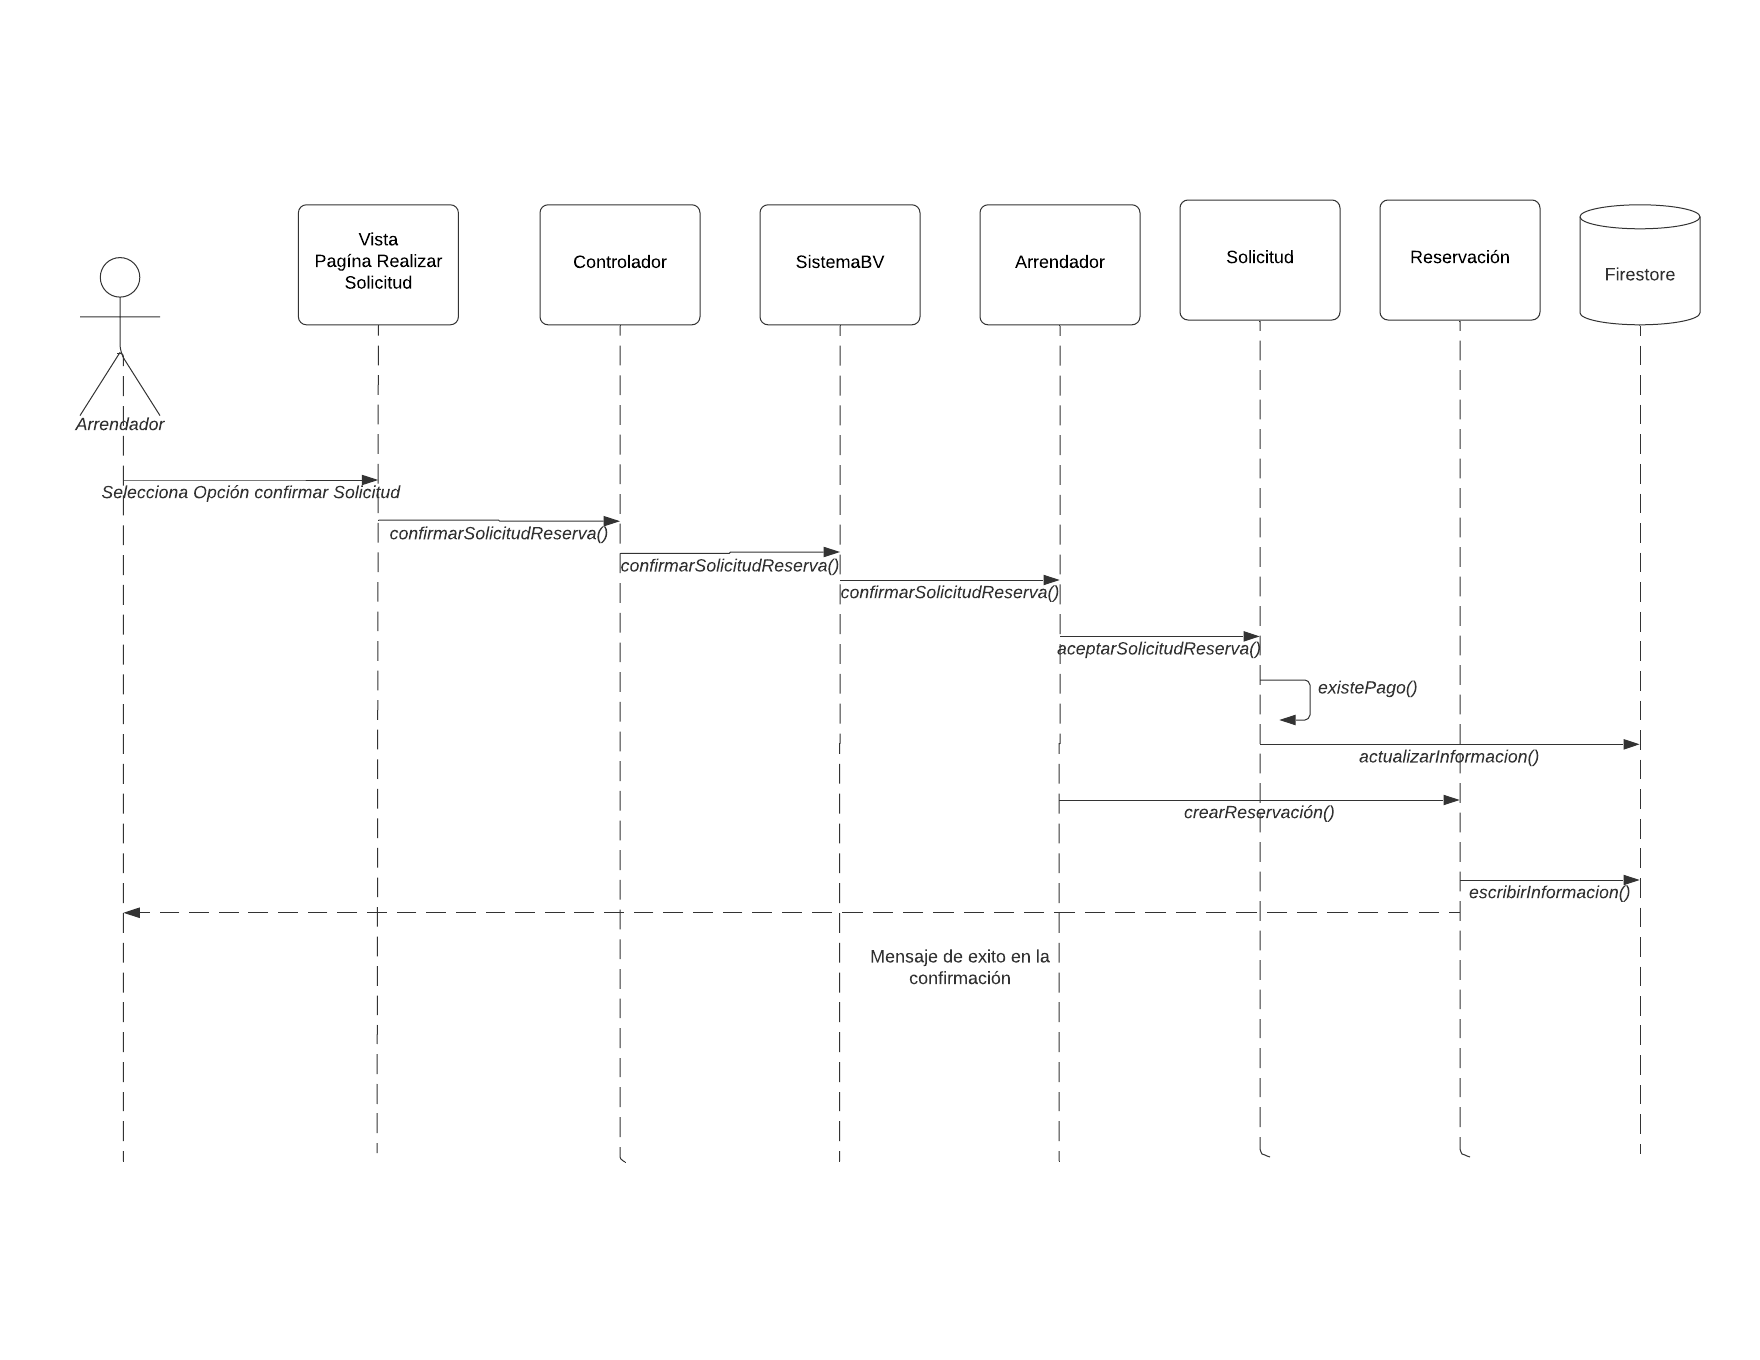 Vista
Pagína Realizar
Solicitud
Controlador
SistemaBV
Arrendador
Solicitud
Reservación
Firestore
Arrendador
Selecciona Opción confirmar Solicitud
confirmarSolicitudReserva()
confirmarSolicitudReserva()
confirmarSolicitudReserva()
aceptarSolicitudReserva()
existePago()
actualizarInformacion()
crearReservación()
escribirInformacion()
Mensaje de exito en la
confirmación